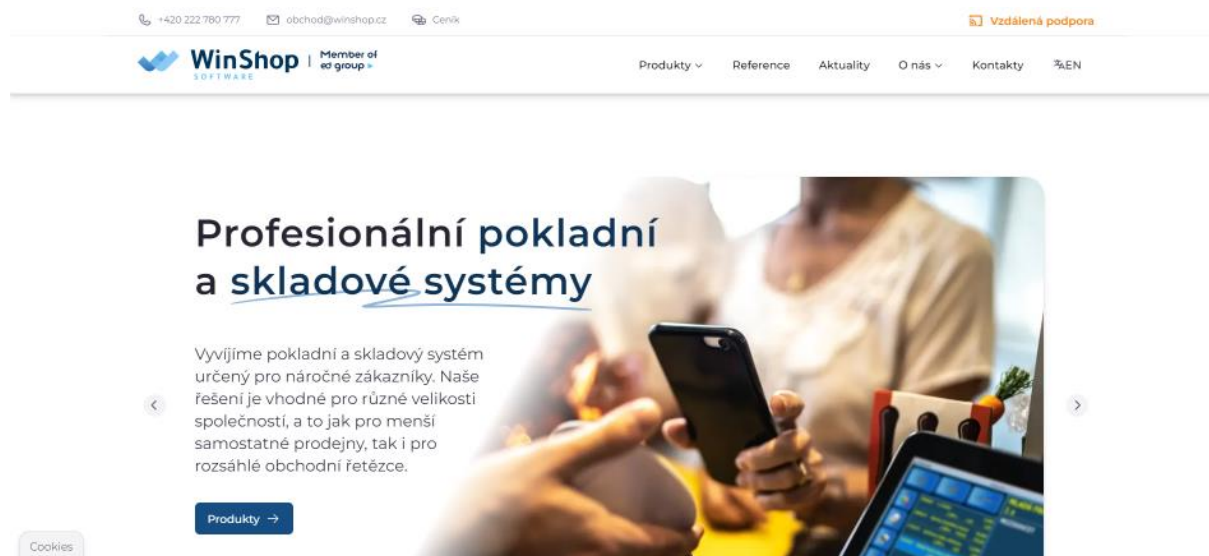 +420 222 780 777
obchod@winshop.cz
Ceník
Vzdálená podpora
WinShop
SOFTWARE
Member of
ed group
Produkty
Reference
Aktuality
O nás
Kontakty
EN
Profesionální pokladní
a skladové systémy
Vyvíjíme pokladní a skladový systém
určený pro náročné zákazníky. Naše
řešení je vhodné pro různé velikosti
společností, a to jak pro menší
samostatné prodejny, tak i pro
rozsáhlé obchodní řetězce.
Produkty →
Cookies